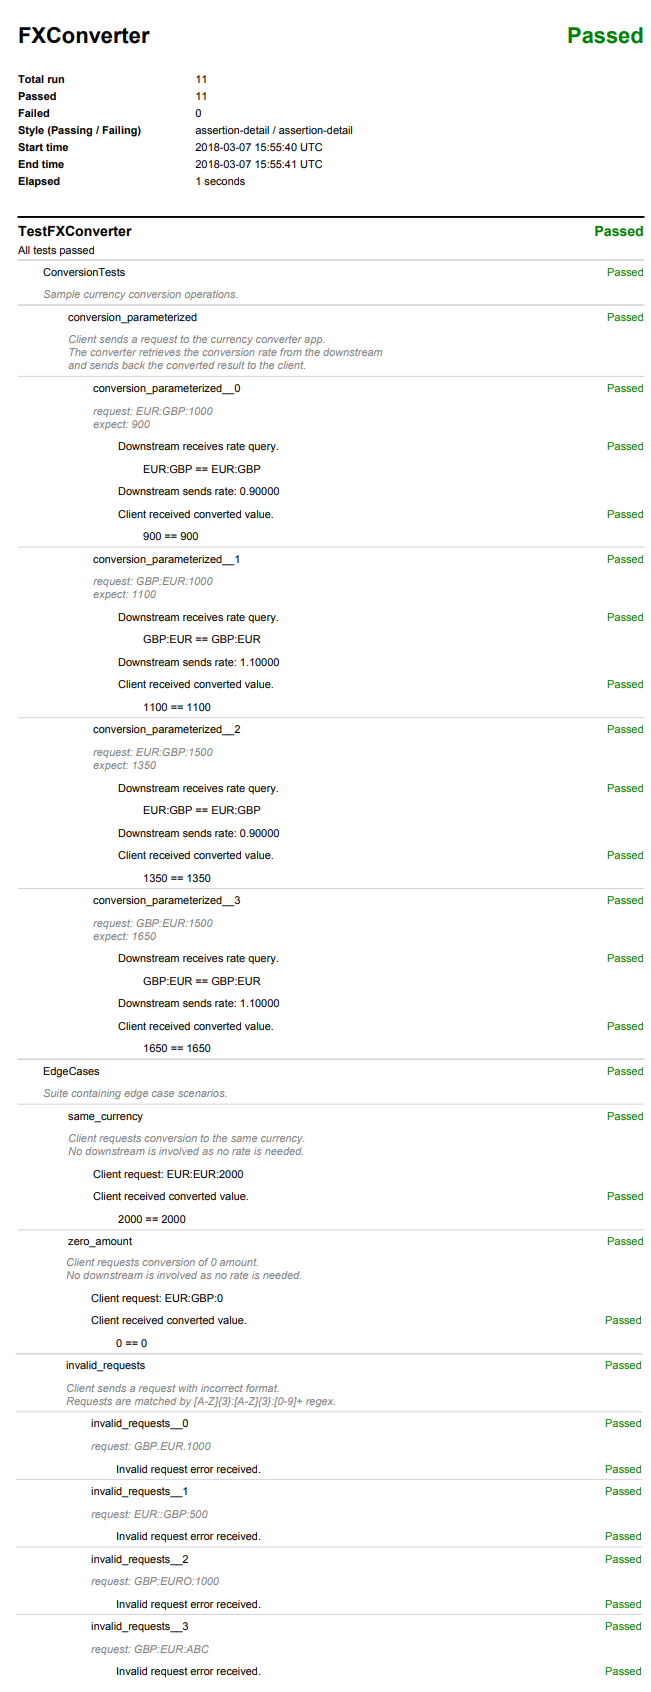 FXConverter Passed
Total run 11
Passed 11
Failed 0
Style (Passing / Failing) assertion-detail / assertion-detail
Start time 2018-03-07 15:55:40 UTC
End time 2018-03-07 15:55:41 UTC
Elapsed 1 seconds
TestFXConverter Passed
All tests passed
ConversionTests Passed
Sample currency conversion operations.
conversion_parameterized Passed
Client sends a request to the currency converter app.
The converter retrieves the conversion rate from the downstream
and sends back the converted result to the client.
conversion_parameterized__0 Passed
request: EUR:GBP:1000
expect: 900
Downstream receives rate query. Passed
EUR:GBP == EUR:GBP
Downstream sends rate: 0.90000
Client received converted value. Passed
900 == 900
conversion_parameterized__1 Passed
request: GBP:EUR:1000
expect: 1100
Downstream receives rate query. Passed
GBP:EUR == GBP:EUR
Downstream sends rate: 1.10000
Client received converted value. Passed
1100 == 1100
conversion_parameterized__2 Passed
request: EUR:GBP:1500
expect: 1350
Downstream receives rate query. Passed
EUR:GBP == EUR:GBP
Downstream sends rate: 0.90000
Client received converted value. Passed
1350 == 1350
conversion_parameterized__3 Passed
request: GBP:EUR:1500
expect: 1650
Downstream receives rate query. Passed
GBP:EUR == GBP:EUR
Downstream sends rate: 1.10000
Client received converted value. Passed
1650 == 1650
EdgeCases Passed
Suite containing edge case scenarios.
same_currency Passed
Client requests conversion to the same currency.
No downstream is involved as no rate is needed.
Client request: EUR:EUR:2000
Client received converted value. Passed
2000 == 2000
zero_amount Passed
Client requests conversion of 0 amount.
No downstream is involved as no rate is needed.
Client request: EUR:GBP:0
Client received converted value. Passed
0 == 0
invalid_requests Passed
Client sends a request with incorrect format.
Requests are matched by [A-Z]{3}:[A-Z]{3}:[0-9]+ regex.
invalid_requests__0 Passed
request: GBP.EUR.1000
Invalid request error received. Passed
invalid_requests__1 Passed
request: EUR::GBP:500
Invalid request error received. Passed
invalid_requests__2 Passed
request: GBP:EURO:1000
Invalid request error received. Passed
invalid_requests__3 Passed
request: GBP:EUR:ABC
Invalid request error received. Passed